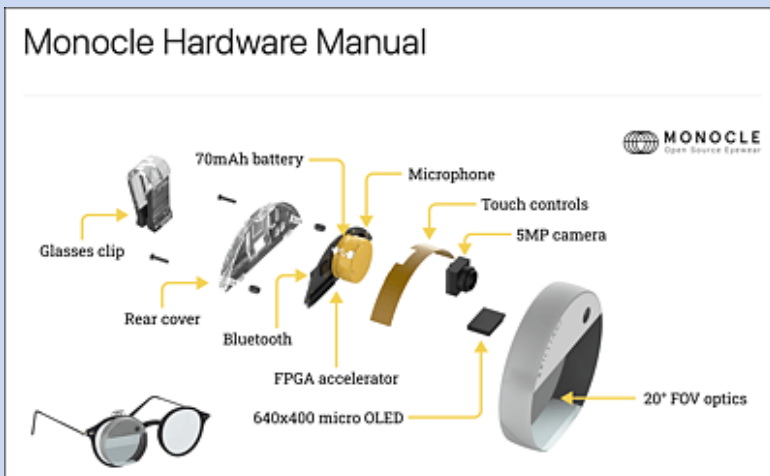 Monocle Hardware Manual
MONOCLE
Open Source Eyewear
70mAh battery
Microphone
Touch controls
5MP camera
Glasses clip
Rear cover
Bluetooth
FPGA accelerator
640x400 micro OLED
20° FOV optics